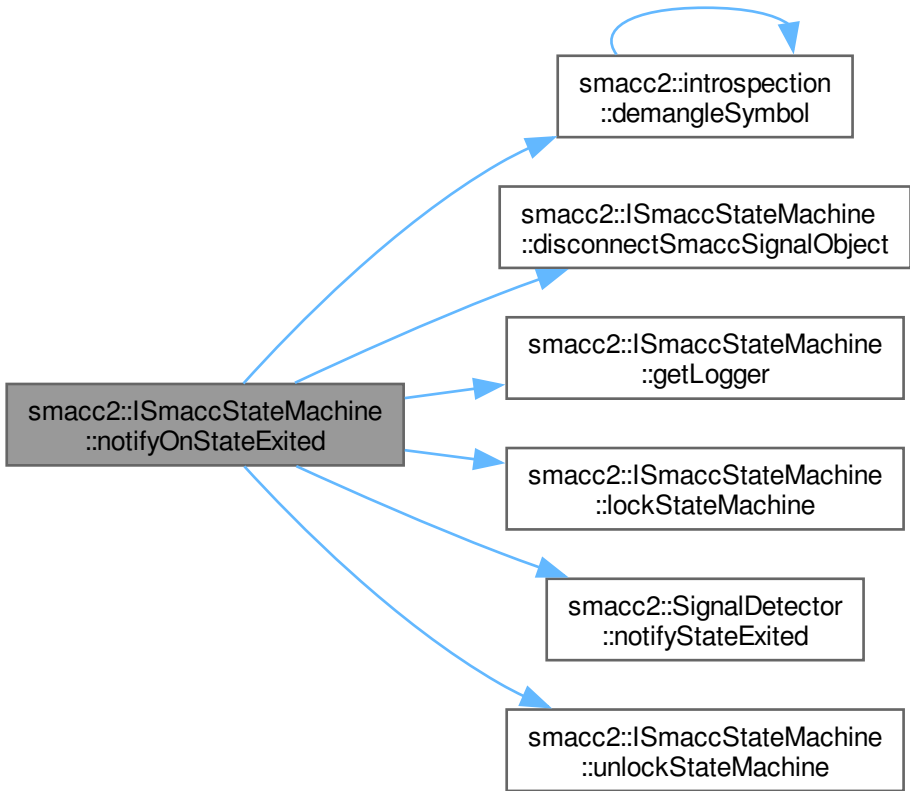 smacc2::introspection
::demangleSymbol
smacc2::ISmaccStateMachine
::disconnectSmaccSignalObject
smacc2::ISmaccStateMachine
::getLogger
smacc2::ISmaccStateMachine
::notifyOnStateExited
smacc2::ISmaccStateMachine
::lockStateMachine
smacc2::SignalDetector
::notifyStateExited
smacc2::ISmaccStateMachine
::unlockStateMachine